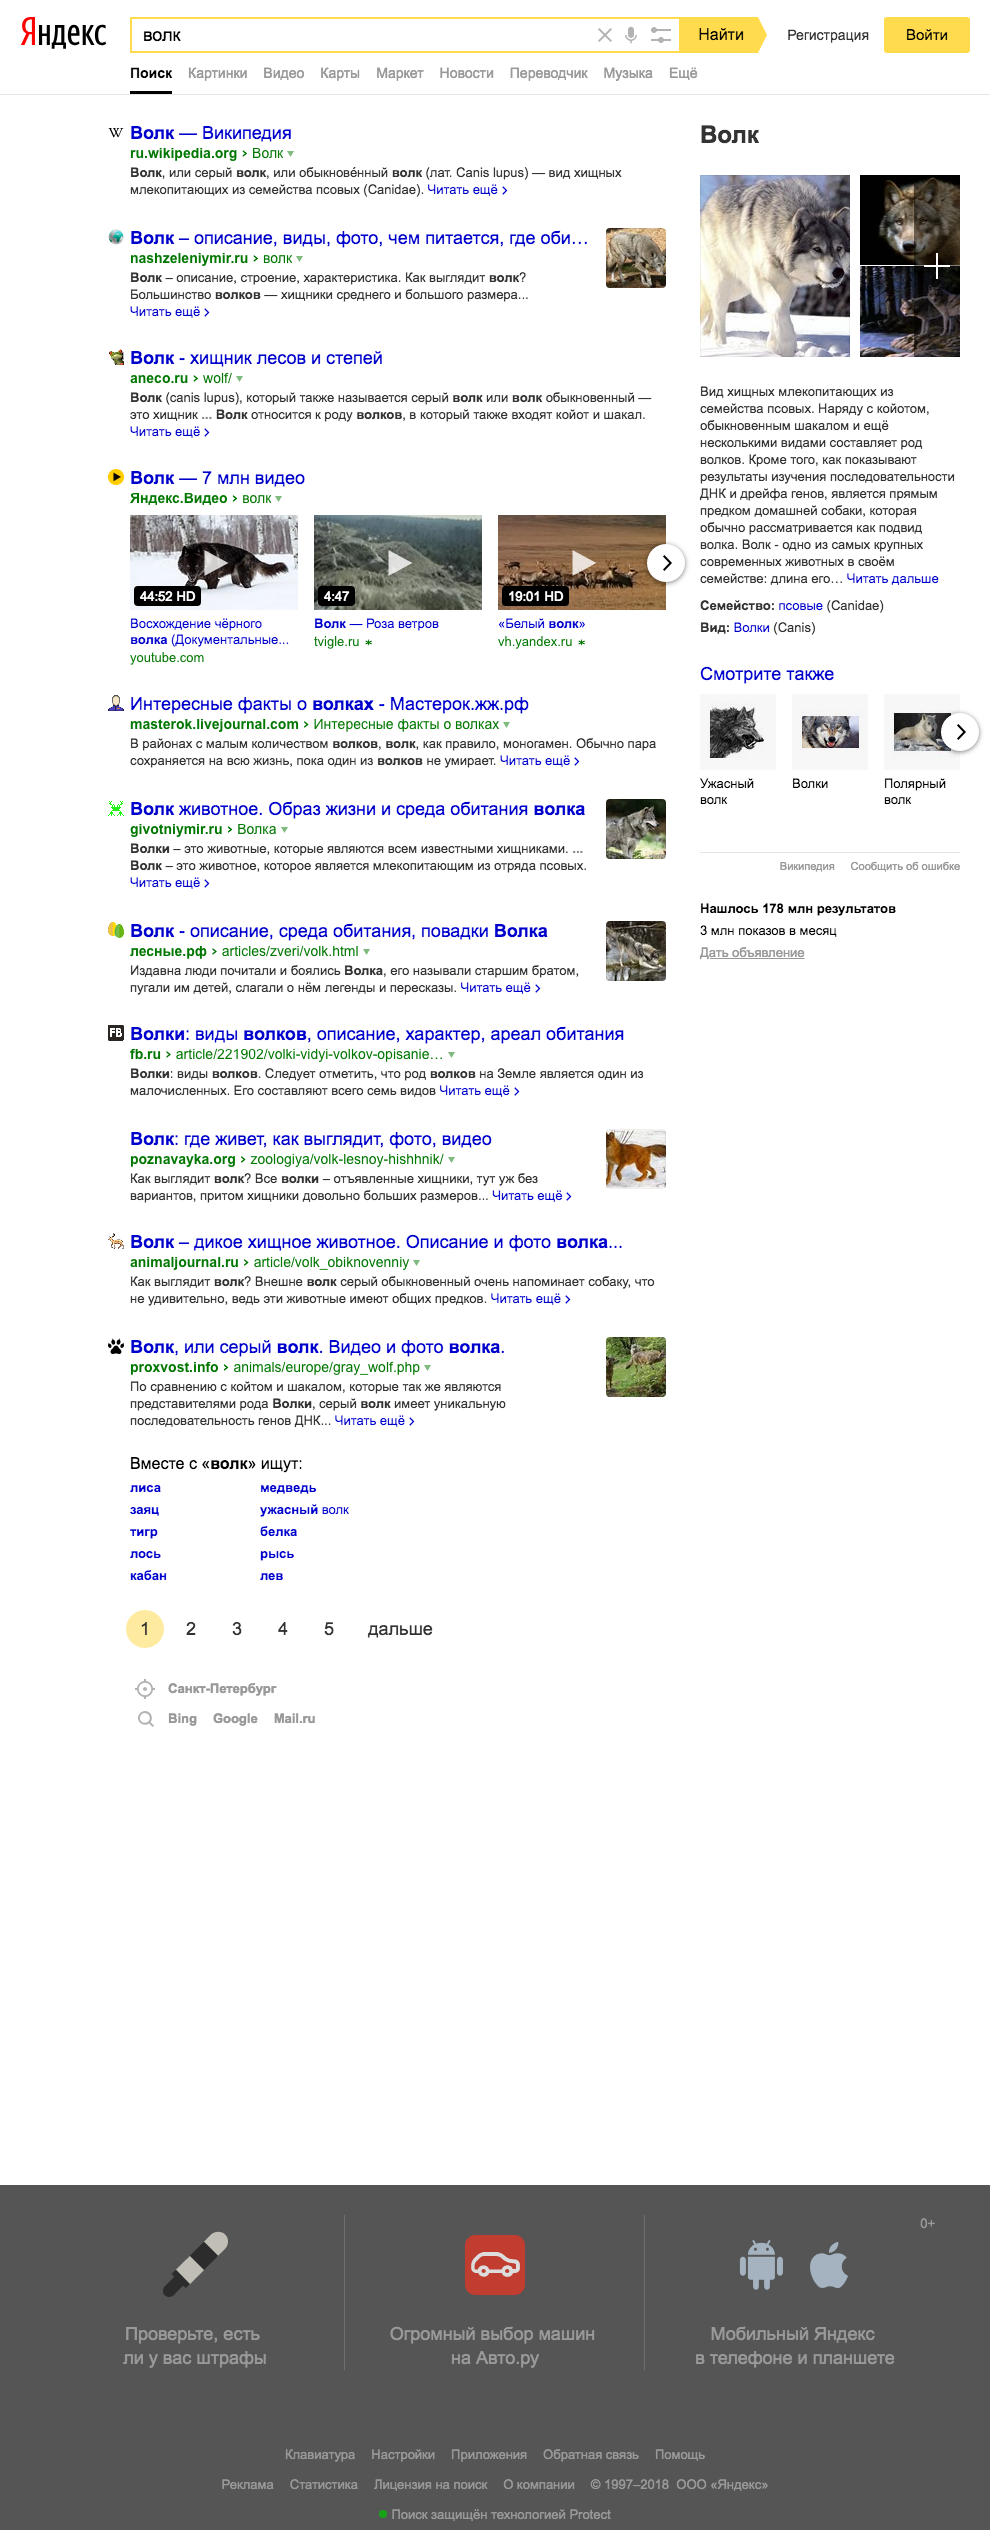 Яндекс
волк
Найти
Регистрация
Войти
Поиск Картинки Видео Карты Маркет Новости Переводчик Музыка Ещё
Волк — Википедия
ru.wikipedia.org › Волк
Волк, или серый волк, или обыкнове́нный волк (лат. Canis lupus) — вид хищных
млекопитающих из семейства псовых (Canidae). Читать ещё ›
Волк – описание, виды, фото, чем питается, где оби…
nashzeleniymir.ru › волк
Волк – описание, строение, характеристика. Как выглядит волк?
Большинство волков — хищники среднего и большого размера...
Читать ещё ›
Волк - хищник лесов и степей
aneco.ru › wolf/
Волк (canis lupus), который также называется серый волк или волк обыкновенный —
это хищник ... Волк относится к роду волков, в который также входят койот и шакал.
Читать ещё ›
Волк — 7 млн видео
Яндекс.Видео › волк
44:52 HD
4:47
19:01 HD
Восхождение чёрного
волка (Документальные...
youtube.com
Волк — Роза ветров
tvigle.ru
«Белый волк»
vh.yandex.ru
Интересные факты о волках - Мастерок.жж.рф
masterok.livejournal.com › Интересные факты о волках
В районах с малым количеством волков, волк, как правило, моногамен. Обычно пара
сохраняется на всю жизнь, пока один из волков не умирает. Читать ещё ›
Волк животное. Образ жизни и среда обитания волка
givotniymir.ru › Волка
Волки – это животные, которые являются всем известными хищниками. ...
Волк – это животное, которое является млекопитающим из отряда псовых.
Читать ещё ›
Волк - описание, среда обитания, повадки Волка
лесные.рф › articles/zveri/volk.html
Издавна люди почитали и боялись Волка, его называли старшим братом,
пугали им детей, слагали о нём легенды и пересказы. Читать ещё ›
FB
Волки: виды волков, описание, характер, ареал обитания
fb.ru › article/221902/volki-vidyi-volkov-opisanie…
Волки: виды волков. Следует отметить, что род волков на Земле является один из
малочисленных. Его составляют всего семь видов Читать ещё ›
Волк: где живет, как выглядит, фото, видео
poznavayka.org › zoologiya/volk-lesnoy-hishhnik/
Как выглядит волк? Все волки – отъявленные хищники, тут уж без
вариантов, притом хищники довольно больших размеров... Читать ещё ›
Волк – дикое хищное животное. Описание и фото волка...
animaljournal.ru › article/volk_obiknovenniy
Как выглядит волк? Внешне волк серый обыкновенный очень напоминает собаку, что
не удивительно, ведь эти животные имеют общих предков. Читать ещё ›
Волк, или серый волк. Видео и фото волка.
proxvost.info › animals/europe/gray_wolf.php
По сравнению с койтом и шакалом, которые так же являются
представителями рода Волки, серый волк имеет уникальную
последовательность генов ДНК... Читать ещё ›
Вместе с «волк» ищут:
лиса медведь
заяц ужасный волк
тигр белка
лось рысь
кабан лев
1 2 3 4 5 дальше
Санкт-Петербург
Bing Google Mail.ru
Волк
Вид хищных млекопитающих из
семейства псовых. Наряду с койотом,
обыкновенным шакалом и ещё
несколькими видами составляет род
волков. Кроме того, как показывают
результаты изучения последовательности
ДНК и дрейфа генов, является прямым
предком домашней собаки, которая
обычно рассматривается как подвид
волка. Волк - одно из самых крупных
современных животных в своём
семействе: длина его… Читать дальше
Семейство: псовые (Canidae)
Вид: Волки (Canis)
Смотрите также
Ужасный
волк
Волки
Полярный
волк
Википедия Сообщить об ошибке
Нашлось 178 млн результатов
3 млн показов в месяц
Дать объявление
0+
Проверьте, есть
ли у вас штрафы
Огромный выбор машин
на Авто.ру
Мобильный Яндекс
в телефоне и планшете
Клавиатура Настройки Приложения Обратная связь Помощь
Реклама Статистика Лицензия на поиск О компании © 1997–2018 ООО «Яндекс»
Поиск защищён технологией Protect